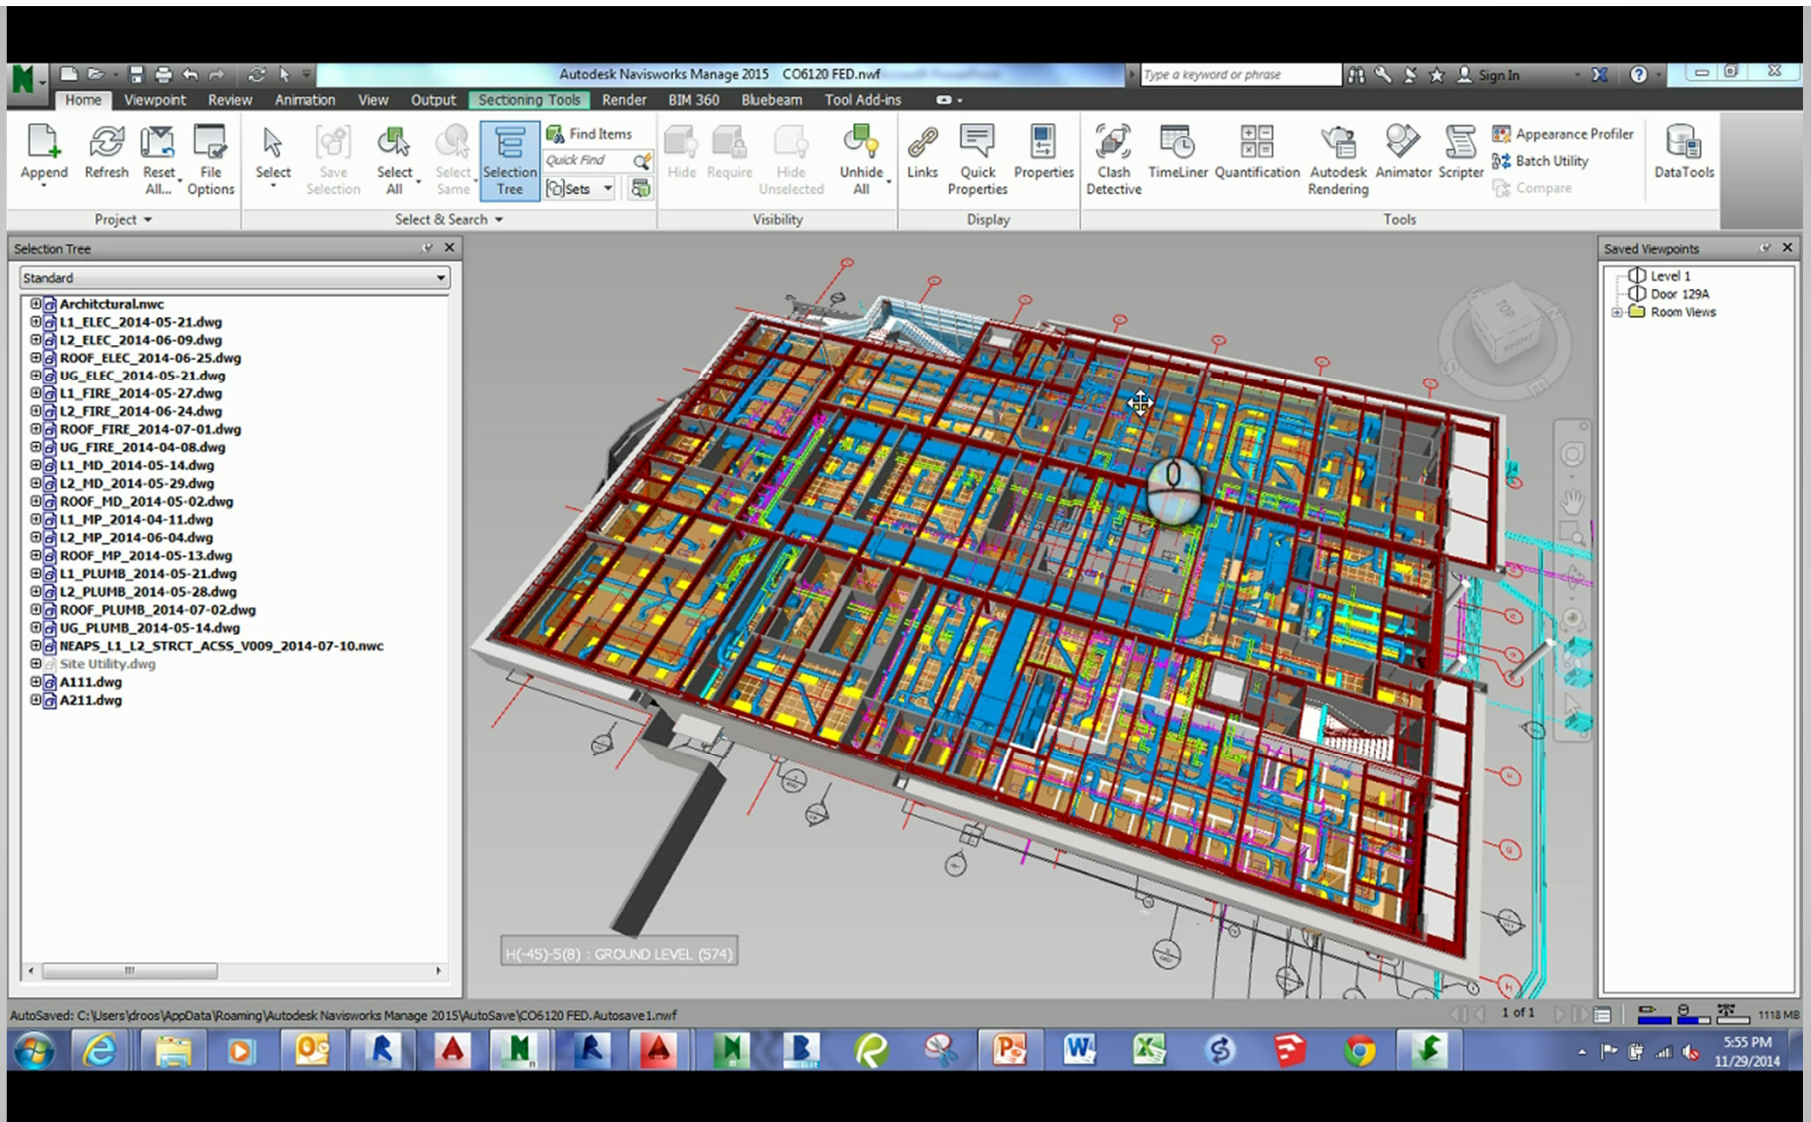 Autodesk Navisworks Manage 2015 CO6120 FED.nwf
Type a keyword or phrase
Sign In
Home Viewpoint Review Animation View Output Sectioning Tools Render BIM 360 Bluebeam Tool Add-ins
Append
Refresh
Reset All...
File Options
Project
Select
Save Selection
Select All
Select Same
Selection Tree
Find Items
Quick Find
Sets
Select & Search
Hide
Require
Hide Unselected
Unhide All
Visibility
Links
Quick Properties
Properties
Display
Clash Detective
TimeLiner
Quantification
Autodesk Rendering
Animator
Scripter
Appearance Profiler
Batch Utility
Compare
DataTools
Tools
Selection Tree
Standard
Architctural.nwc
L1_ELEC_2014-05-21.dwg
L2_ELEC_2014-06-09.dwg
ROOF_ELEC_2014-06-25.dwg
UG_ELEC_2014-05-21.dwg
L1_FIRE_2014-05-27.dwg
L2_FIRE_2014-06-24.dwg
ROOF_FIRE_2014-07-01.dwg
UG_FIRE_2014-04-08.dwg
L1_MD_2014-05-14.dwg
L2_MD_2014-05-29.dwg
ROOF_MD_2014-05-02.dwg
L1_MP_2014-04-11.dwg
L2_MP_2014-06-04.dwg
ROOF_MP_2014-05-13.dwg
L1_PLUMB_2014-05-21.dwg
L2_PLUMB_2014-05-28.dwg
ROOF_PLUMB_2014-07-02.dwg
UG_PLUMB_2014-05-14.dwg
NEAPS_L1_L2_STRCT_ACSS_V009_2014-07-10.nwc
Site Utility.dwg
A111.dwg
A211.dwg
TOP
RIGHT
S
E
H(-45)-5(8) : GROUND LEVEL (574)
Saved Viewpoints
Level 1
Door 129A
Room Views
AutoSaved: C:\Users\droos\AppData\Roaming\Autodesk Navisworks Manage 2015\AutoSave\CO6120 FED.Autosave1.nwf
1 of 1
1118 MB
5:55 PM
11/29/2014